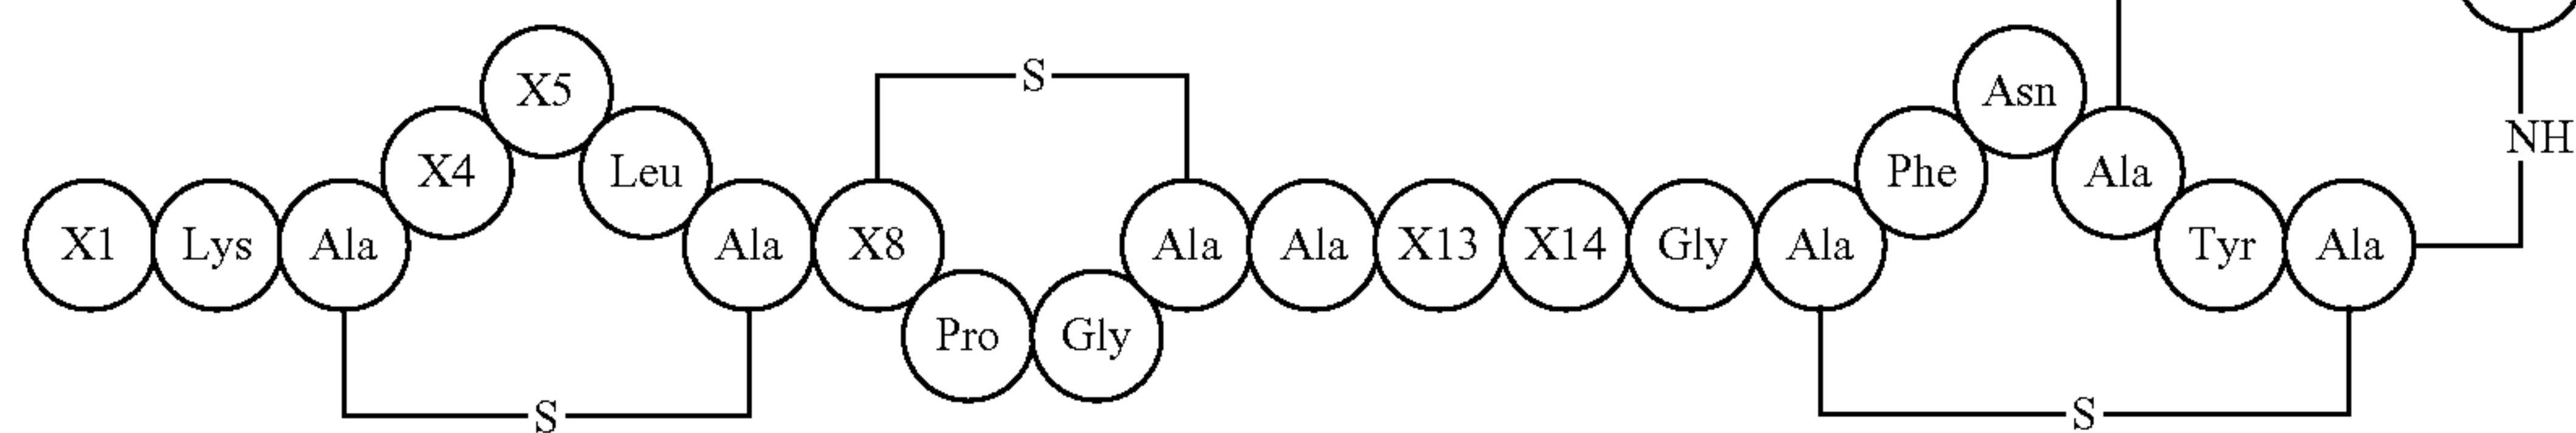 X1 Lys Ala X4 X5 Leu Ala X8 Pro Gly Ala Ala X13 X14 Gly Ala Phe Asn Ala Tyr Ala NH
S
S
S